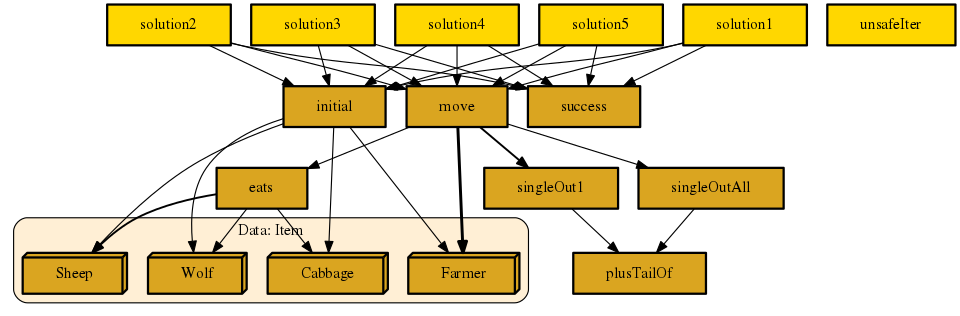 solution2
solution3
solution4
solution5
solution1
unsafeIter
initial
move
success
eats
singleOut1
singleOutAll
Data: Item
Sheep
Wolf
Cabbage
Farmer
plusTailOf